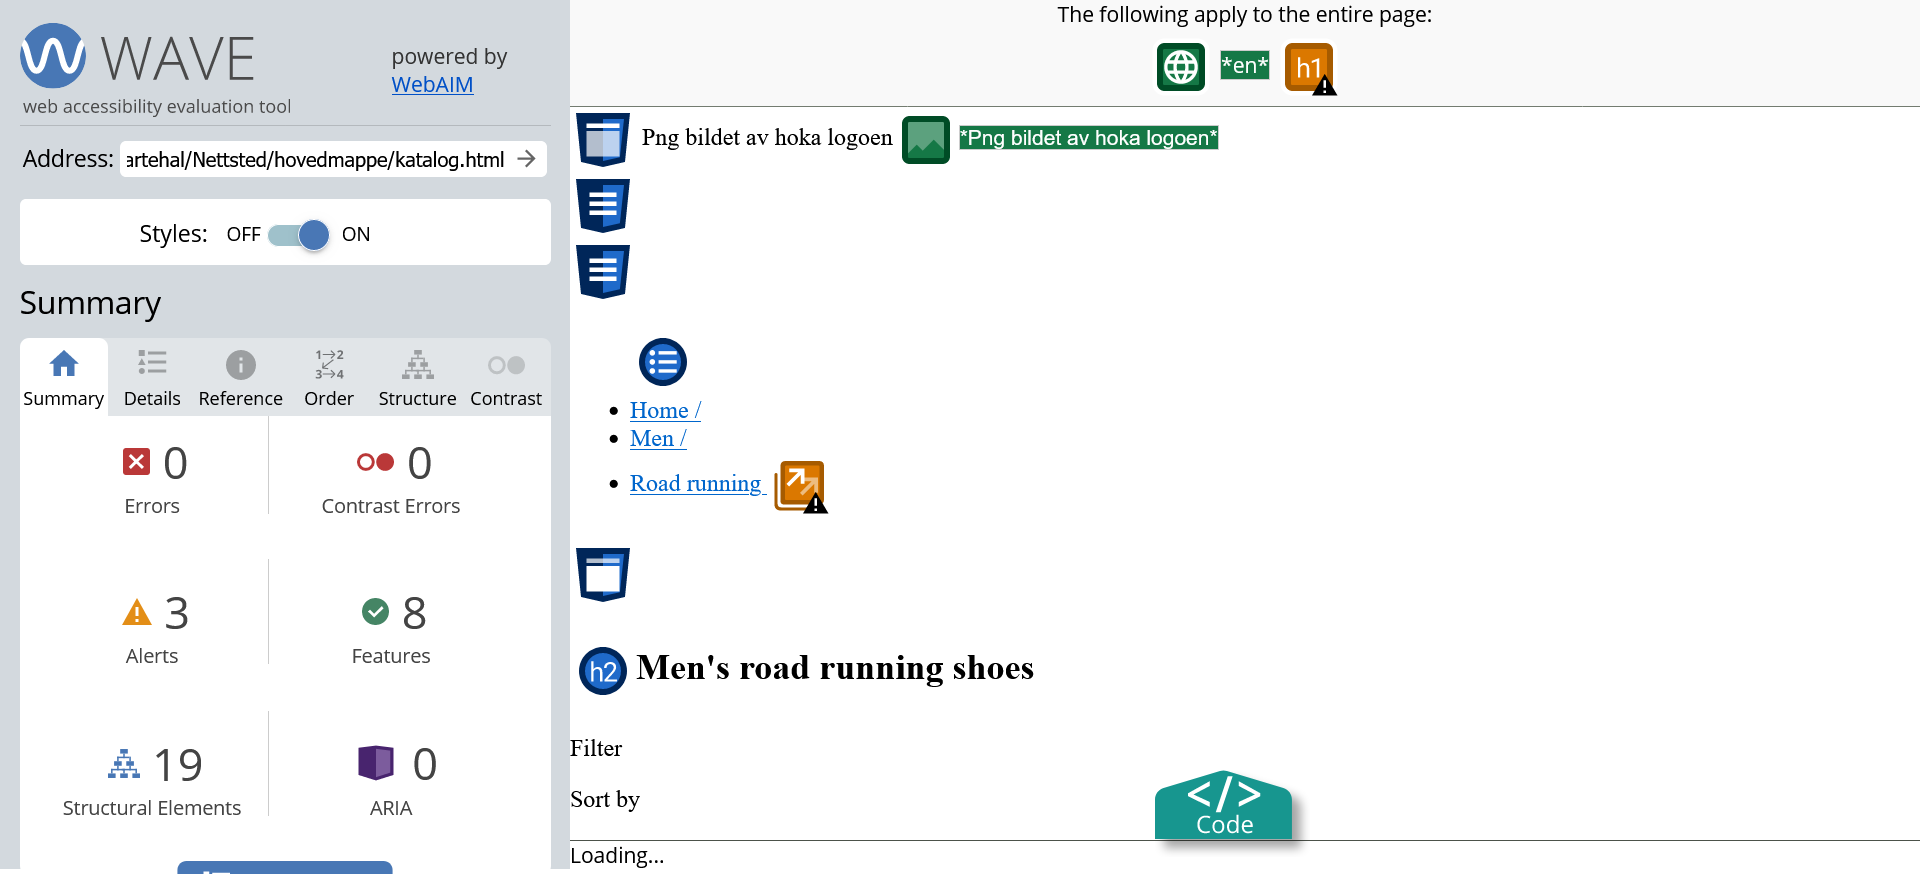 WAVE
web accessibility evaluation tool
powered by
WebAIM
Address: artehal/Nettsted/hovedmappe/katalog.html
Styles: OFF ON
Summary
Summary Details Reference Order Structure Contrast
0
Errors
0
Contrast Errors
3
Alerts
8
Features
19
Structural Elements
0
ARIA
The following apply to the entire page:
*en* h1
Png bildet av hoka logoen *Png bildet av hoka logoen*
Home /
Men /
Road running
h2 Men's road running shoes
Filter
Sort by
</> Code
Loading...